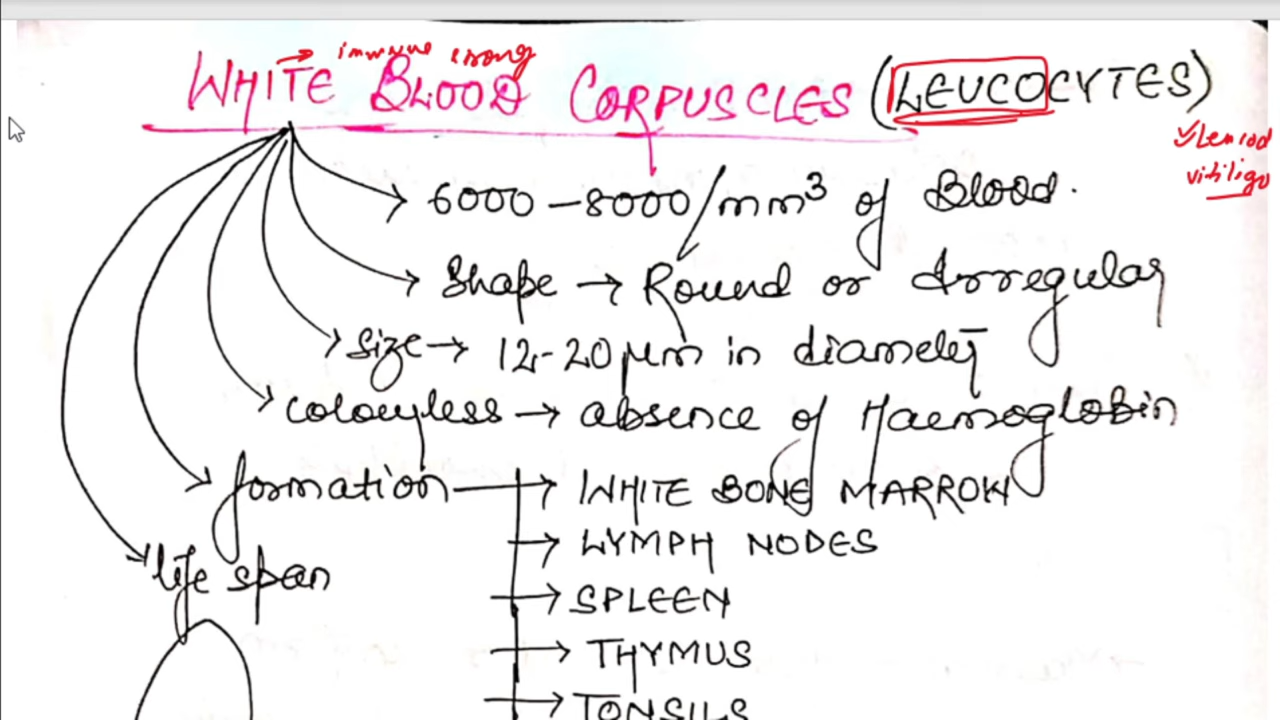 → immune strong
WHITE BLOOD CORPUSCLES (LEUCOCYTES)
vitiligo
→ 6000-8000/mm³ of Blood.
→ Shape → Round or Irregular
→ Size → 12-20 μm in diameter
→ colourless → absence of Haemoglobin
→ formation → WHITE BONE MARROW
→ LYMPH NODES
life span
→ SPLEEN
→ THYMUS
→ TONSILS